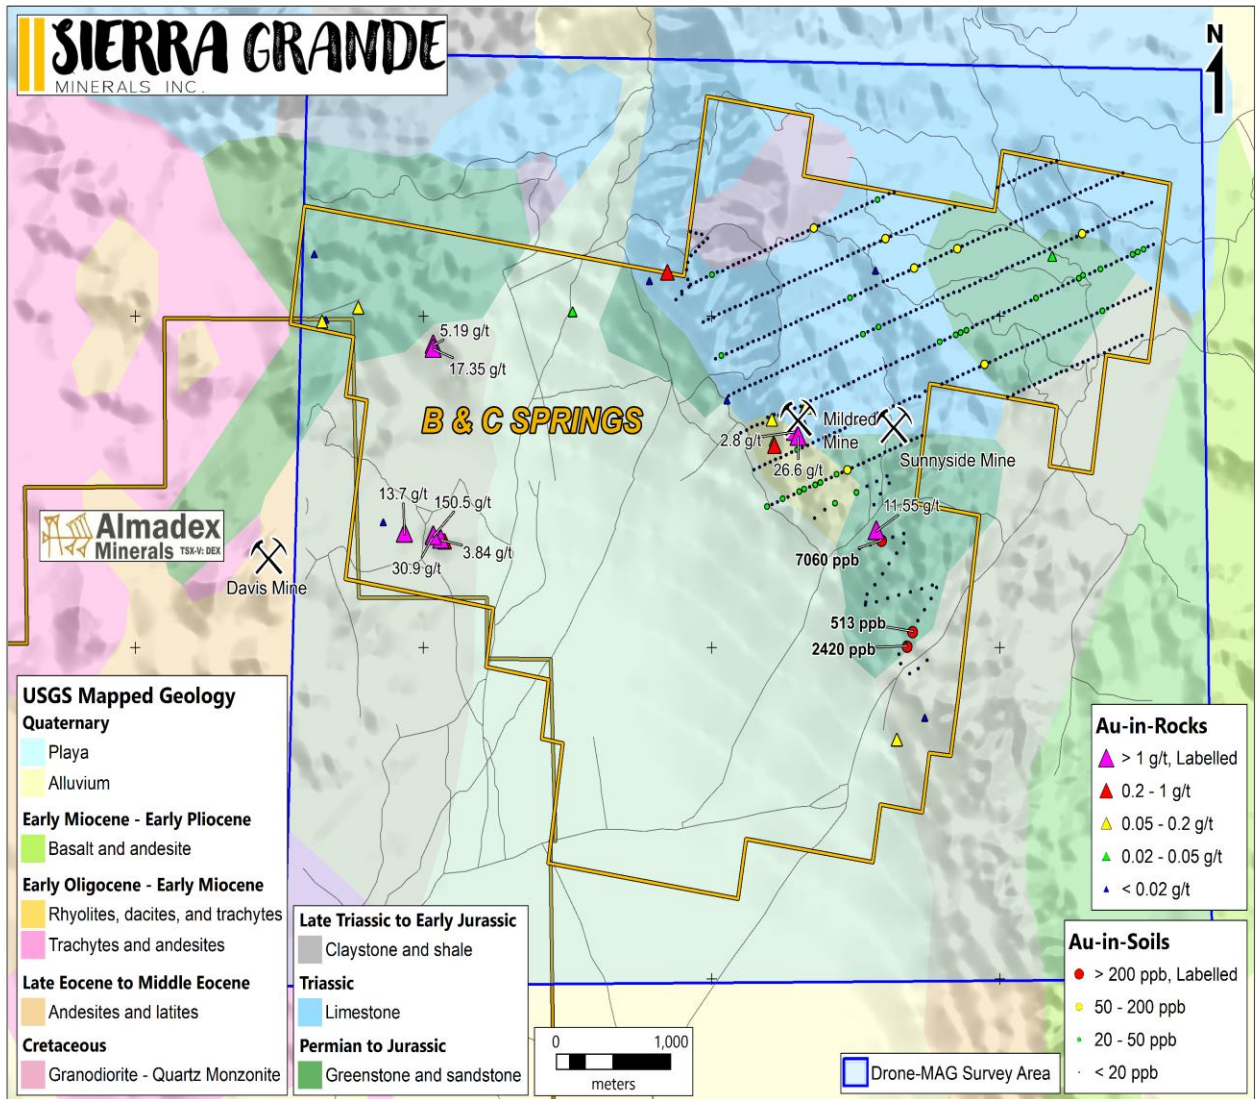 SIERRA GRANDE
MINERALS INC.
N
5.19 g/t
17.35 g/t
B & C SPRINGS
2.8 g/t
Mildred
Mine
26.6 g/t
Sunnyside Mine
13.7 g/t
150.5 g/t
30.9 g/t
3.84 g/t
11.55 g/t
7060 ppb
513 ppb
2420 ppb
Almadex
Minerals TSX-V: DEX
Davis Mine
USGS Mapped Geology
Quaternary
Playa
Alluvium
Early Miocene - Early Pliocene
Basalt and andesite
Early Oligocene - Early Miocene
Rhyolites, dacites, and trachytes
Trachytes and andesites
Late Eocene to Middle Eocene
Andesites and latites
Cretaceous
Granodiorite - Quartz Monzonite
Late Triassic to Early Jurassic
Claystone and shale
Triassic
Limestone
Permian to Jurassic
Greenstone and sandstone
0 1,000
meters
Au-in-Rocks
> 1 g/t, Labelled
0.2 - 1 g/t
0.05 - 0.2 g/t
0.02 - 0.05 g/t
< 0.02 g/t
Au-in-Soils
> 200 ppb, Labelled
50 - 200 ppb
20 - 50 ppb
< 20 ppb
Drone-MAG Survey Area